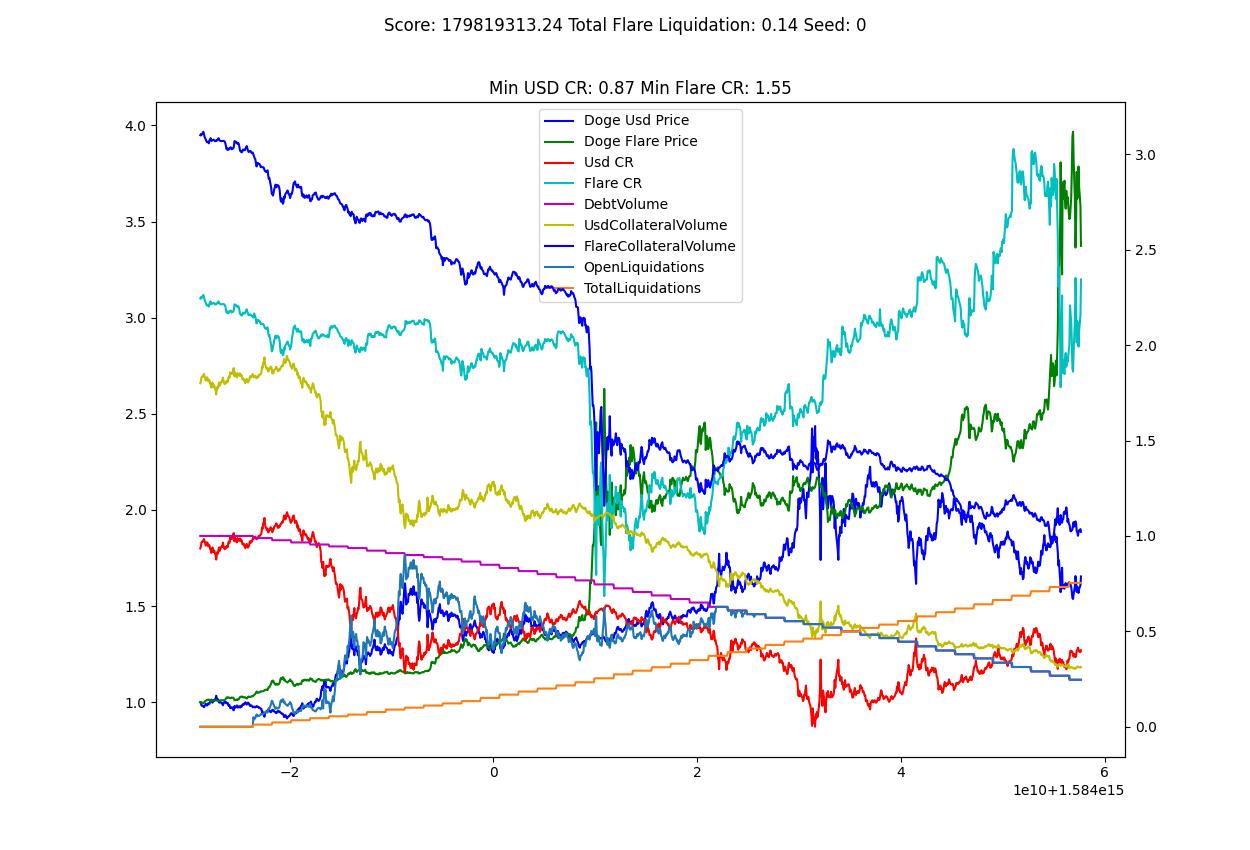 Score: 179819313.24 Total Flare Liquidation: 0.14 Seed: 0
Min USD CR: 0.87 Min Flare CR: 1.55
Doge Usd Price
Doge Flare Price
Usd CR
Flare CR
DebtVolume
UsdCollateralVolume
FlareCollateralVolume
OpenLiquidations
TotalLiquidations
4.0
3.5
3.0
2.5
2.0
1.5
1.0
3.0
2.5
2.0
1.5
1.0
0.5
0.0
−2 0 2 4 6
1e10+1.584e15